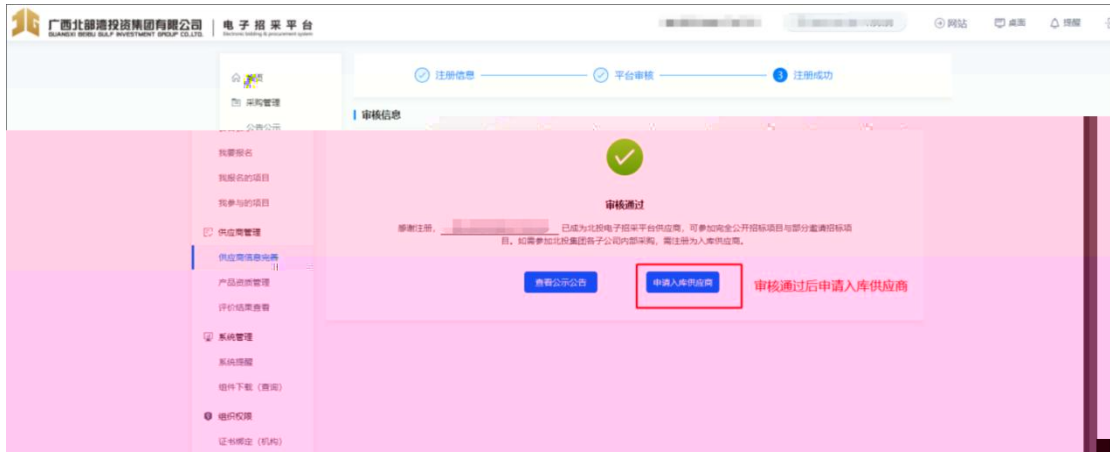 广西北部湾投资集团有限公司
GUANGXI BEIBU GULF INVESTMENT GROUP CO.,LTD.
电子招采平台
Electronic bidding & procurement system
网站
桌面
提醒
采购管理
公告公示
我要报名
我报名的项目
我参与的项目
供应商管理
供应商信息完善
产品资质管理
评价结果查看
系统管理
系统提醒
组件下载（查询）
组织权限
证书绑定（机构）
注册信息
平台审核
3 注册成功
审核信息
审核通过
感谢注册，
已成为北投电子招采平台供应商，可参加完全公开招标项目与部分邀请招标项
目。如需参加北投集团各子公司内部采购，需注册为入库供应商。
查看公示公告
申请入库供应商
审核通过后申请入库供应商